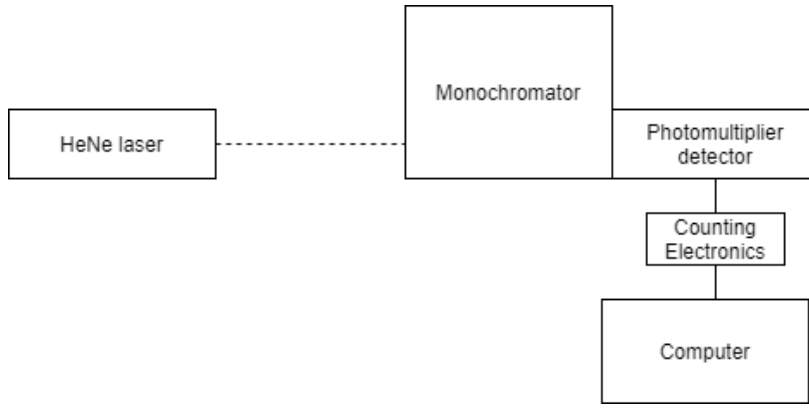 Monochromator
HeNe laser
Photomultiplier
detector
Counting
Electronics
Computer